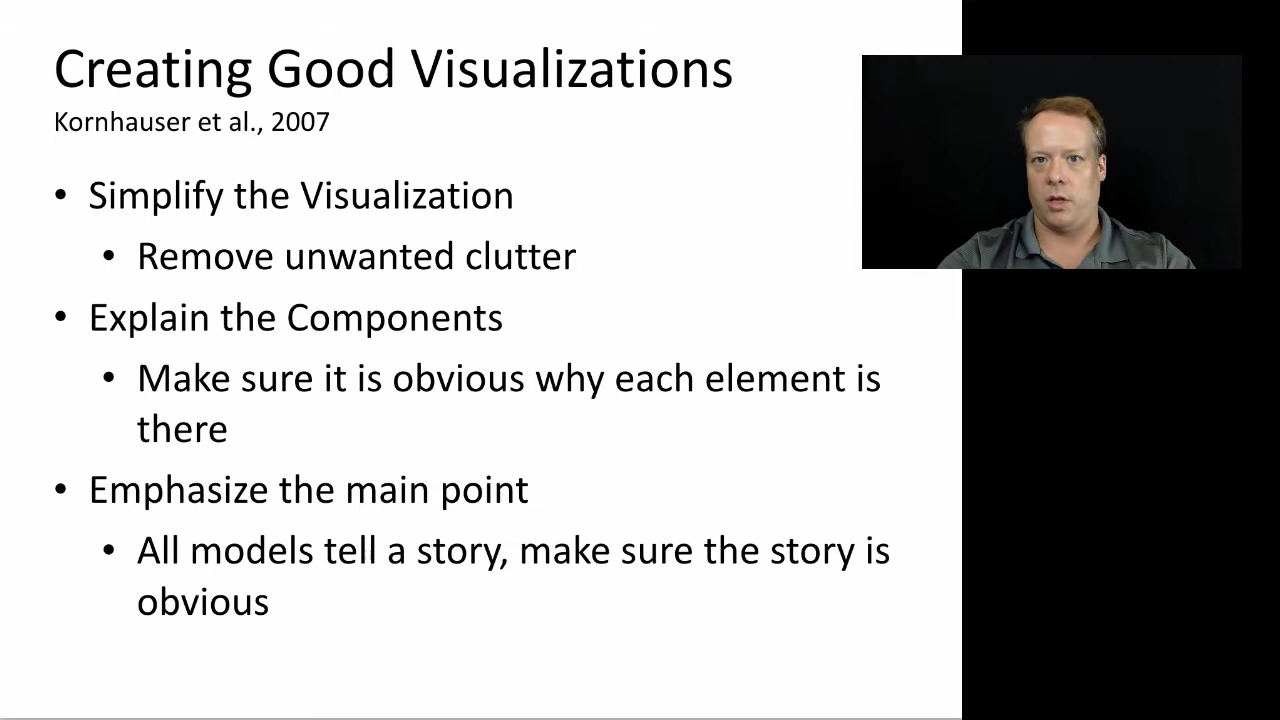 Creating Good Visualizations
Kornhauser et al., 2007
• Simplify the Visualization
• Remove unwanted clutter
• Explain the Components
• Make sure it is obvious why each element is
there
• Emphasize the main point
• All models tell a story, make sure the story is
obvious